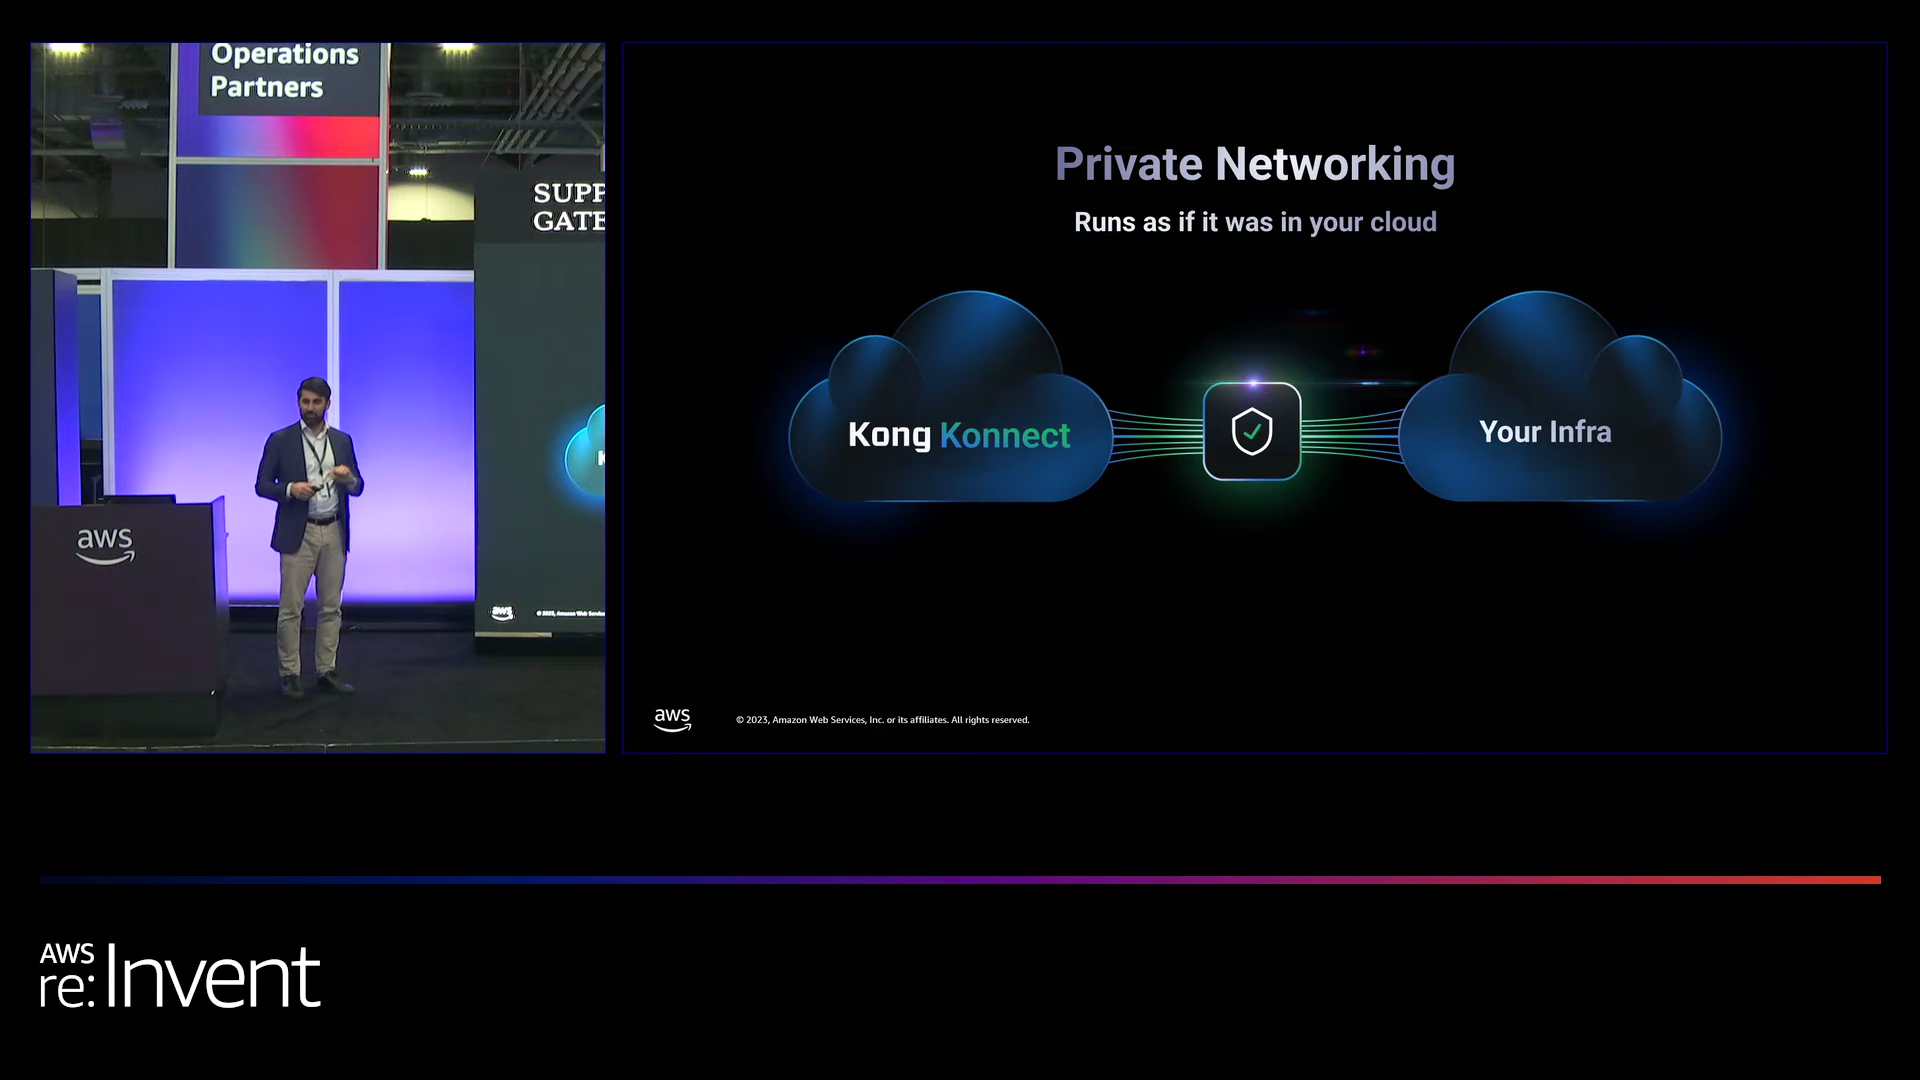 Operations
Partners
SUPP
GATE
aws
aws
Private Networking
Runs as if it was in your cloud
Kong Konnect
Your Infra
aws
© 2023, Amazon Web Services, Inc. or its affiliates. All rights reserved.
AWS
re:Invent